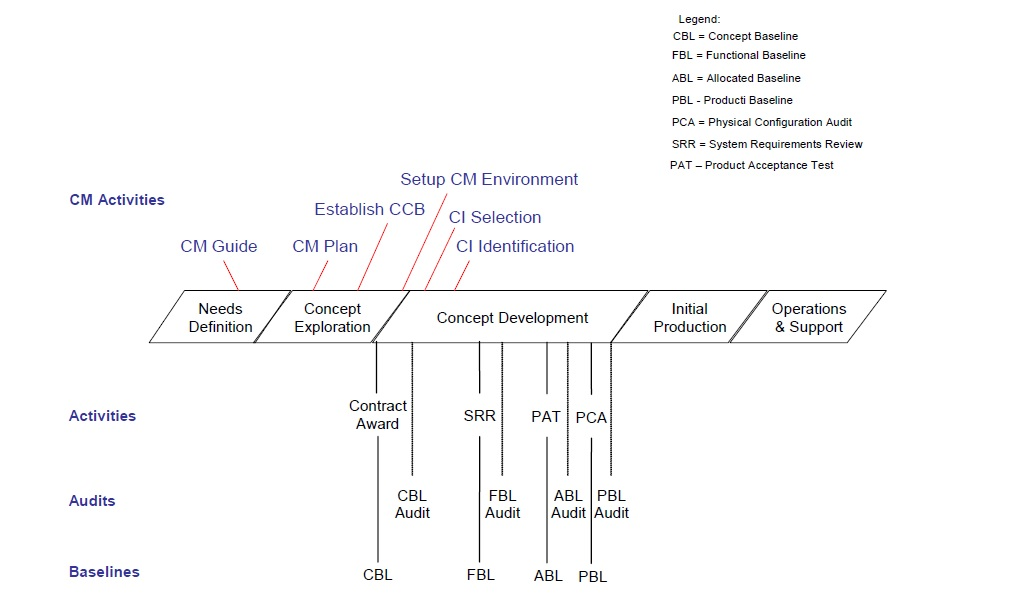 Legend:
CBL = Concept Baseline
FBL = Functional Baseline
ABL = Allocated Baseline
PBL - Producti Baseline
PCA = Physical Configuration Audit
SRR = System Requirements Review
PAT – Product Acceptance Test
Setup CM Environment
CM Activities
Establish CCB
CI Selection
CM Guide
CM Plan
CI Identification
Needs
Definition
Concept
Exploration
Concept Development
Initial
Production
Operations
& Support
Activities
Contract
Award
SRR
PAT
PCA
Audits
CBL
Audit
FBL
Audit
ABL
Audit
PBL
Audit
Baselines
CBL
FBL
ABL
PBL